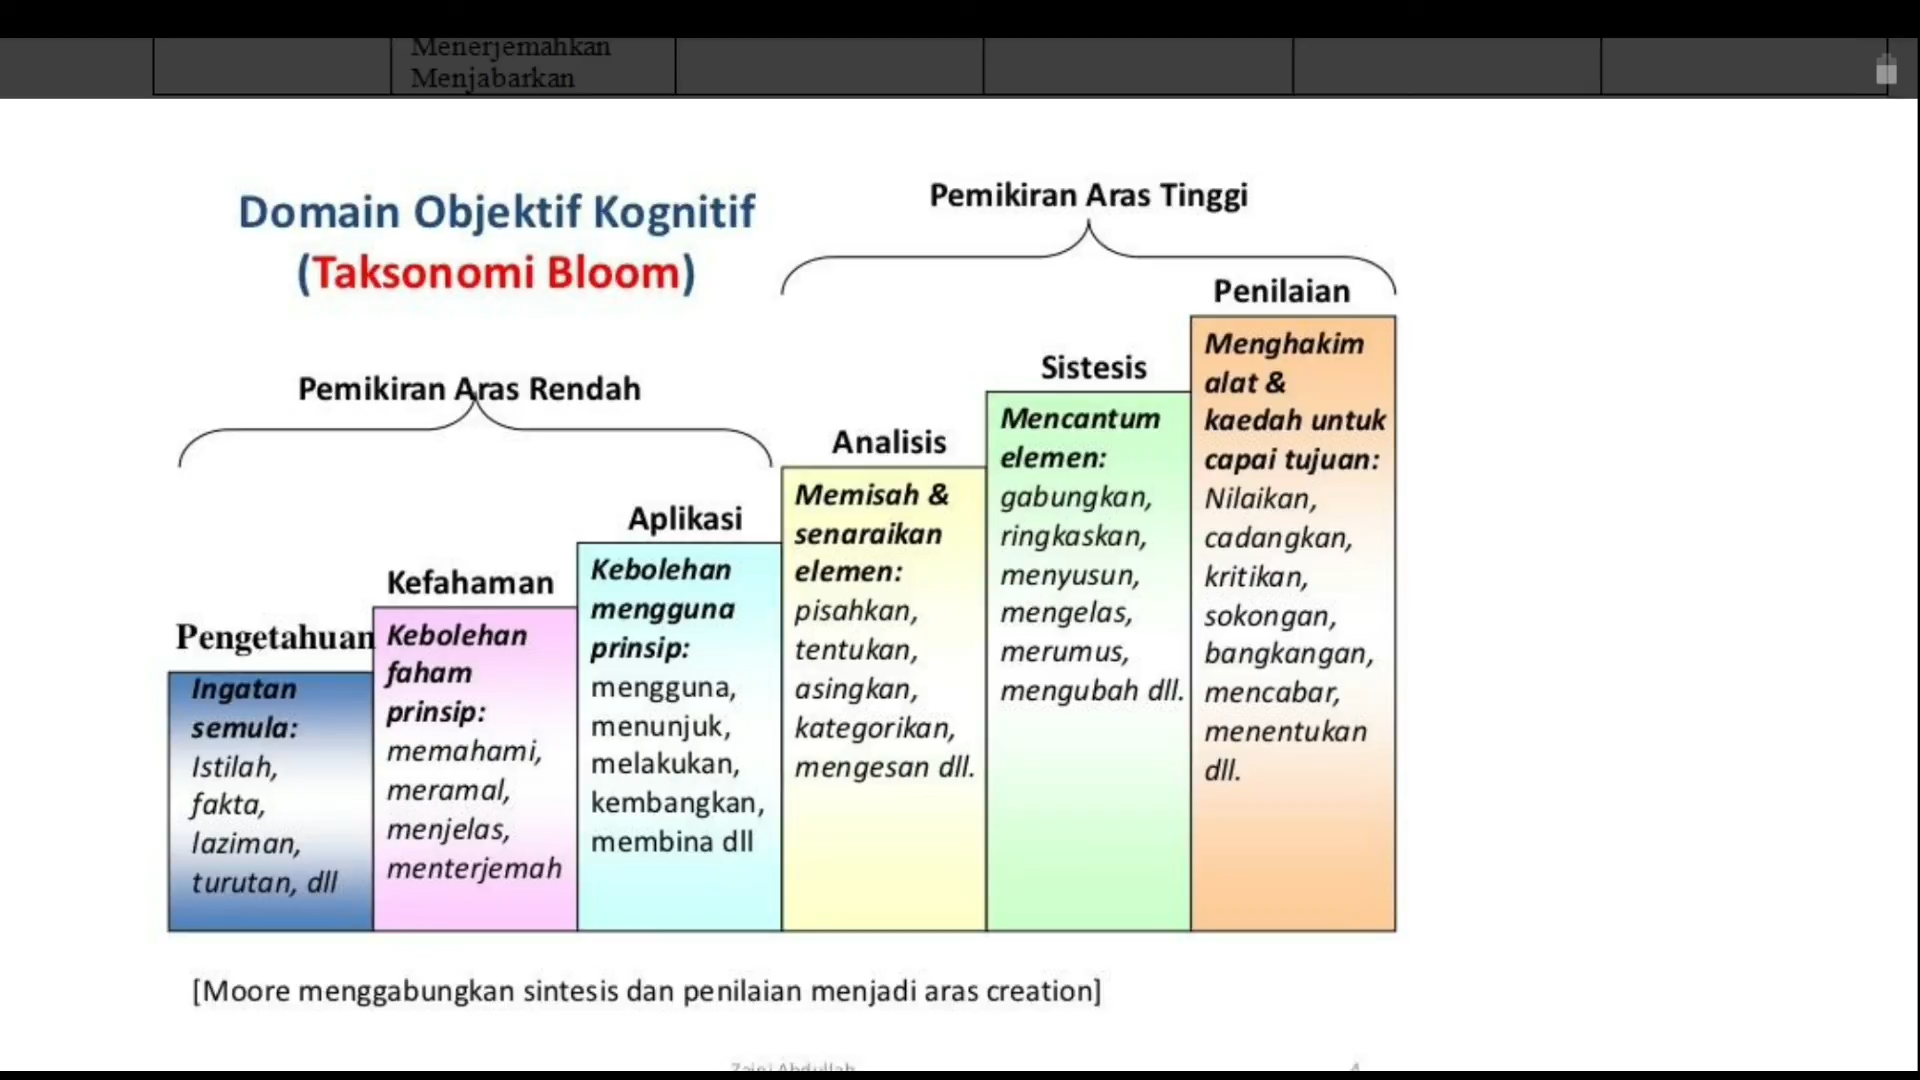 Menerjemahkan
Menjabarkan
Domain Objektif Kognitif
(Taksonomi Bloom)
Pemikiran Aras Tinggi
Pemikiran Aras Rendah
Pengetahuan
Ingatan
semula:
Istilah,
fakta,
laziman,
turutan, dll
Kefahaman
Kebolehan
faham
prinsip:
memahami,
meramal,
menjelas,
menterjemah
Aplikasi
Kebolehan
mengguna
prinsip:
mengguna,
menunjuk,
melakukan,
kembangkan,
membina dll
Analisis
Memisah &
senaraikan
elemen:
pisahkan,
tentukan,
asingkan,
kategorikan,
mengesan dll.
Sistesis
Mencantum
elemen:
gabungkan,
ringkaskan,
menyusun,
mengelas,
merumus,
mengubah dll.
Penilaian
Menghakim
alat &
kaedah untuk
capai tujuan:
Nilaikan,
cadangkan,
kritikan,
sokongan,
bangkangan,
mencabar,
menentukan
dll.
[Moore menggabungkan sintesis dan penilaian menjadi aras creation]
Zaini Abdullah